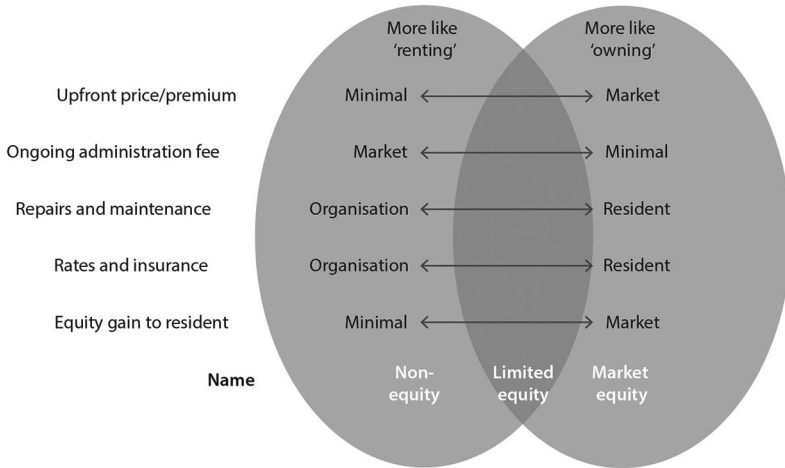 More like
‘renting’
More like
‘owning’
Upfront price/premium Minimal Market
Ongoing administration fee Market Minimal
Repairs and maintenance Organisation Resident
Rates and insurance Organisation Resident
Equity gain to resident Minimal Market
Name
Non-
equity
Limited
equity
Market
equity